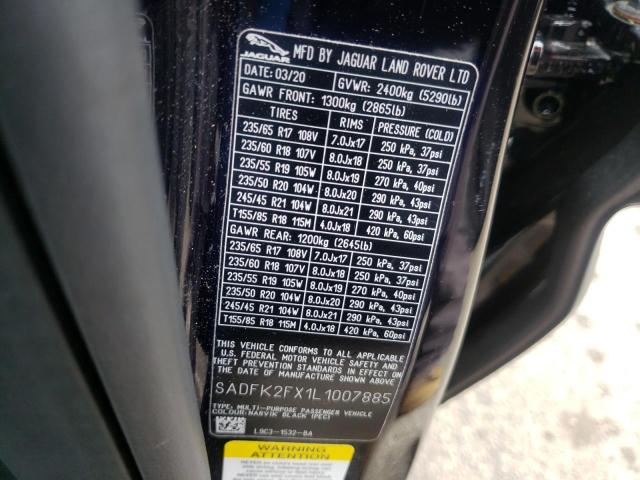 JAGUAR
MFD BY JAGUAR LAND ROVER LTD
DATE: 03/20 GVWR: 2400kg (5290lb)
GAWR FRONT: 1300kg (2865lb)
TIRES RIMS PRESSURE (COLD)
235/65 R17 108V 7.0Jx17 250 kPa, 37psi
235/60 R18 107V 8.0Jx18 250 kPa, 37psi
235/55 R19 105W 8.0Jx19 270 kPa, 40psi
235/50 R20 104W 8.0Jx20 290 kPa, 43psi
245/45 R21 104W 8.0Jx21 290 kPa, 43psi
T155/85 R18 115M 4.0Jx18 420 kPa, 60psi
GAWR REAR: 1200kg (2645lb)
235/65 R17 108V 7.0Jx17 250 kPa, 37psi
235/60 R18 107V 8.0Jx18 250 kPa, 37psi
235/55 R19 105W 8.0Jx19 270 kPa, 40psi
235/50 R20 104W 8.0Jx20 290 kPa, 43psi
245/45 R21 104W 8.0Jx21 290 kPa, 43psi
T155/85 R18 115M 4.0Jx18 420 kPa, 60psi
THIS VEHICLE CONFORMS TO ALL APPLICABLE
U.S. FEDERAL MOTOR VEHICLE SAFETY AND
THEFT PREVENTION STANDARDS IN EFFECT
ON THE DATE OF MANUFACTURE SHOWN ABOVE.
SADFK2FX1L1007885
TYPE: MULTI-PURPOSE PASSENGER VEHICLE
COLOUR: NARVIK BLACK (PEC)
L9C3-1532-BA
WARNING